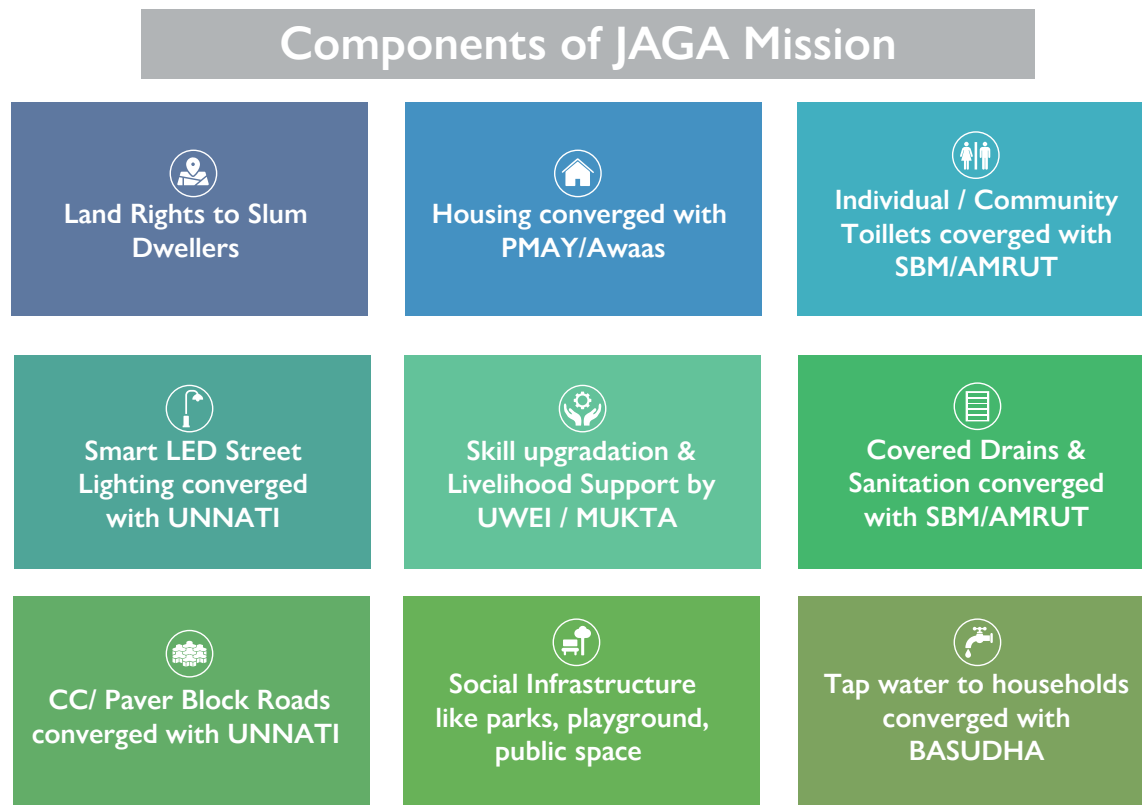 Components of JAGA Mission
Land Rights to Slum
Dwellers
Housing converged with
PMAY/Awaas
Individual / Community
Toillets coverged with
SBM/AMRUT
Smart LED Street
Lighting converged
with UNNATI
Skill upgradation &
Livelihood Support by
UWEI / MUKTA
Covered Drains &
Sanitation converged
with SBM/AMRUT
CC/ Paver Block Roads
converged with UNNATI
Social Infrastructure
like parks, playground,
public space
Tap water to households
converged with
BASUDHA